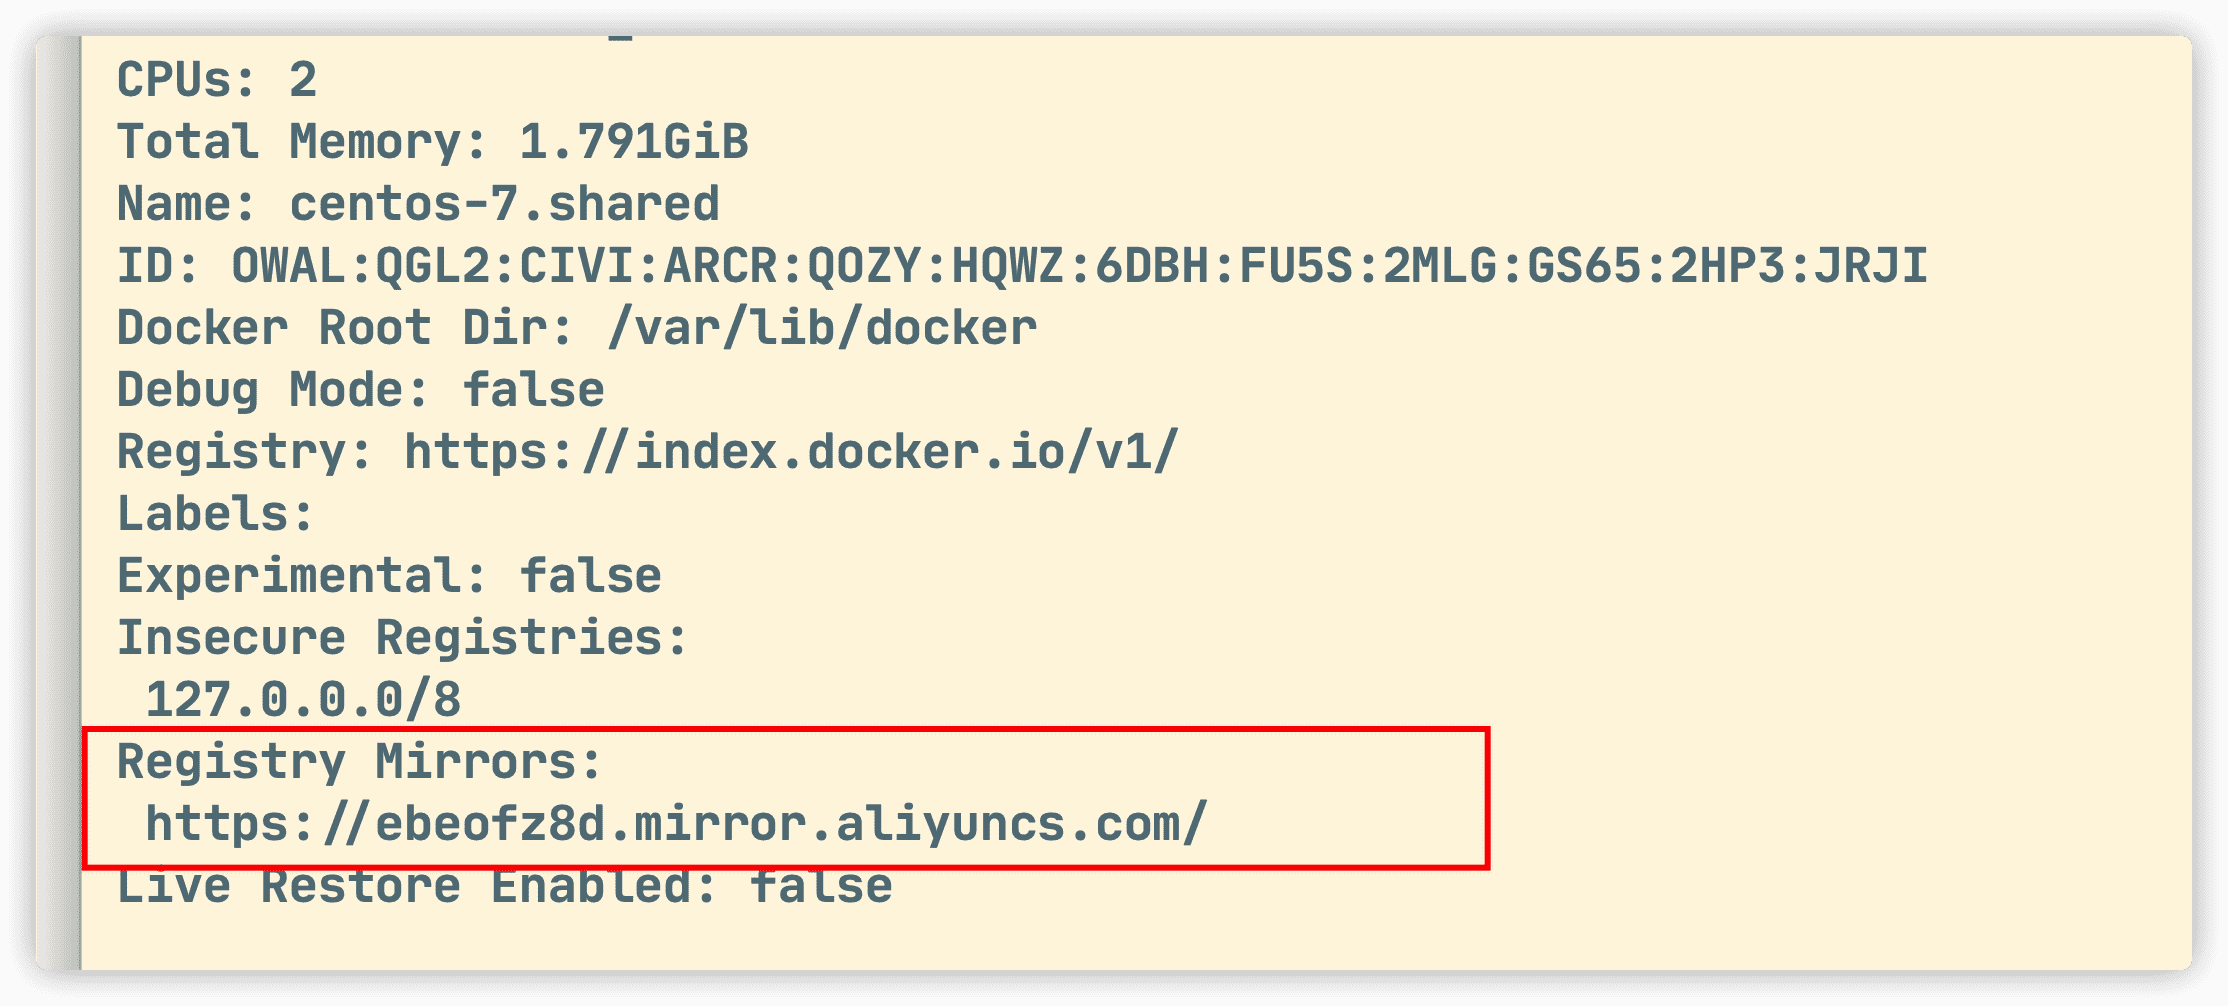 CPUs: 2
Total Memory: 1.791GiB
Name: centos-7.shared
ID: OWAL:QGL2:CIVI:ARCR:QOZY:HQWZ:6DBH:FU5S:2MLG:GS65:2HP3:JRJI
Docker Root Dir: /var/lib/docker
Debug Mode: false
Registry: https://index.docker.io/v1/
Labels:
Experimental: false
Insecure Registries:
127.0.0.0/8
Registry Mirrors:
https://ebeofz8d.mirror.aliyuncs.com/
Live Restore Enabled: false